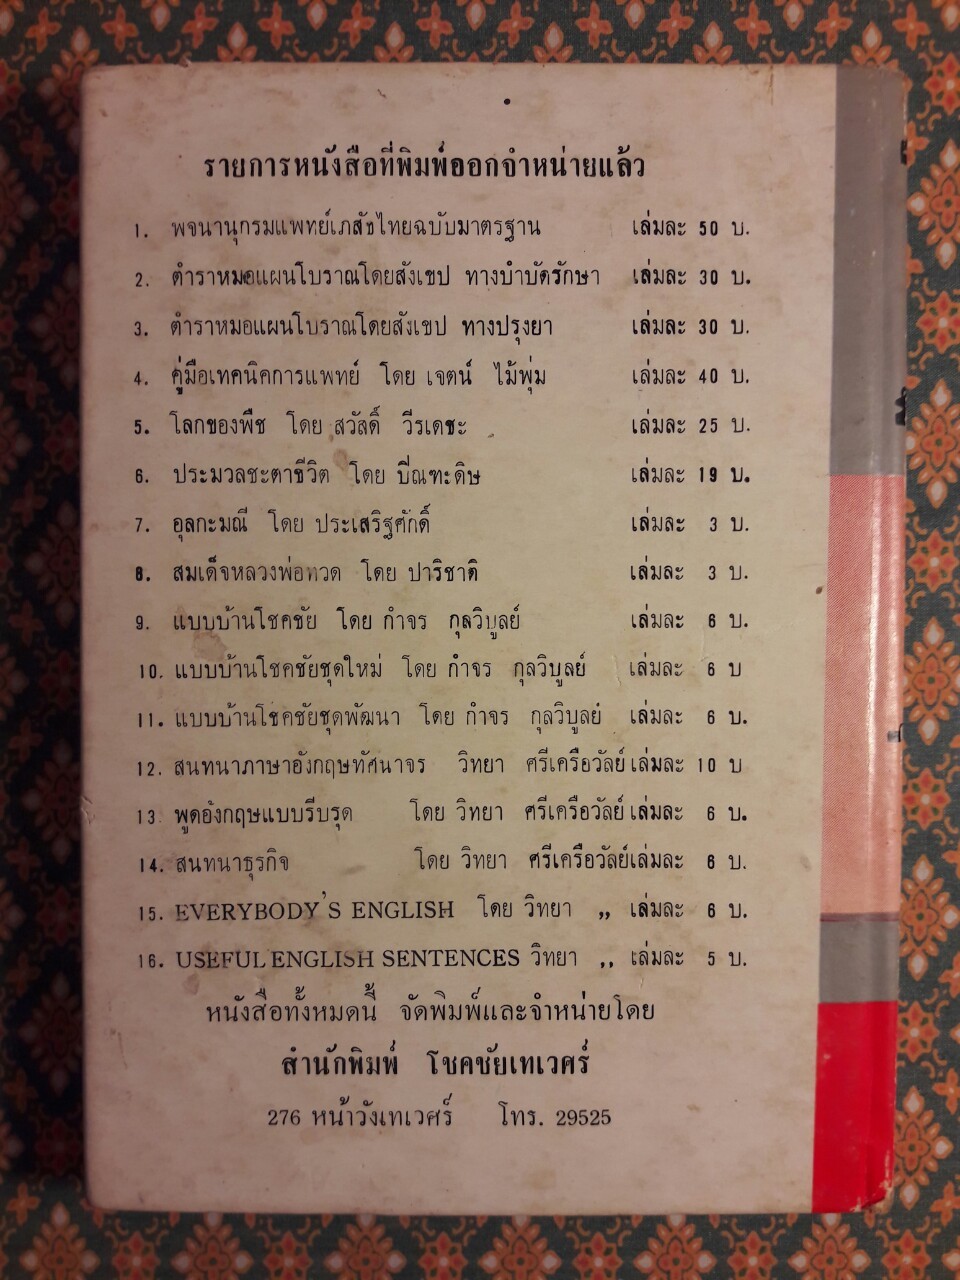 รายการหนังสือที่พิมพ์ออกจำหน่ายแล้ว
1. พจนานุกรมแพทย์เภสัชไทยฉบับมาตรฐาน เล่มละ 50 บ.
2. ตำราหมอแผนโบราณโดยสังเขป ทางบำบัดรักษา เล่มละ 30 บ.
3. ตำราหมอแผนโบราณโดยสังเขป ทางปรุงยา เล่มละ 30 บ.
4. คู่มือเทคนิคการแพทย์ โดย เจตน์ ไม้พุ่ม เล่มละ 40 บ.
5. โลกของพืช โดย สวัสดิ์ วีรเดชะ เล่มละ 25 บ.
6. ประมวลชะตาชีวิต โดย บัณฑะดิษ เล่มละ 19 บ.
7. อุลกะมณี โดย ประเสริฐศักดิ์ เล่มละ 3 บ.
8. สมเด็จหลวงพ่อทวด โดย ปาริชาติ เล่มละ 3 บ.
9. แบบบ้านโชคชัย โดย กำจร กุลวิบูลย์ เล่มละ 6 บ.
10. แบบบ้านโชคชัยชุดใหม่ โดย กำจร กุลวิบูลย์ เล่มละ 6 บ
11. แบบบ้านโชคชัยชุดพัฒนา โดย กำจร กุลวิบูลย์ เล่มละ 6 บ.
12. สนทนาภาษาอังกฤษทัศนาจร วิทยา ศรีเครือวัลย์ เล่มละ 10 บ
13 พูดอังกฤษแบบรีบรุด โดย วิทยา ศรีเครือวัลย์ เล่มละ 6 บ.
14. สนทนาธุรกิจ โดย วิทยา ศรีเครือวัลย์เล่มละ 6 บ.
15. EVERYBODY'S ENGLISH โดย วิทยา ,, เล่มละ 6 บ.
16. USEFUL ENGLISH SENTENCES วิทยา ,, เล่มละ 5 บ.
หนังสือทั้งหมดนี้ จัดพิมพ์และจำหน่ายโดย
สำนักพิมพ์ โชคชัยเทเวศร์
276 หน้าวังเทเวศร์ โทร. 29525